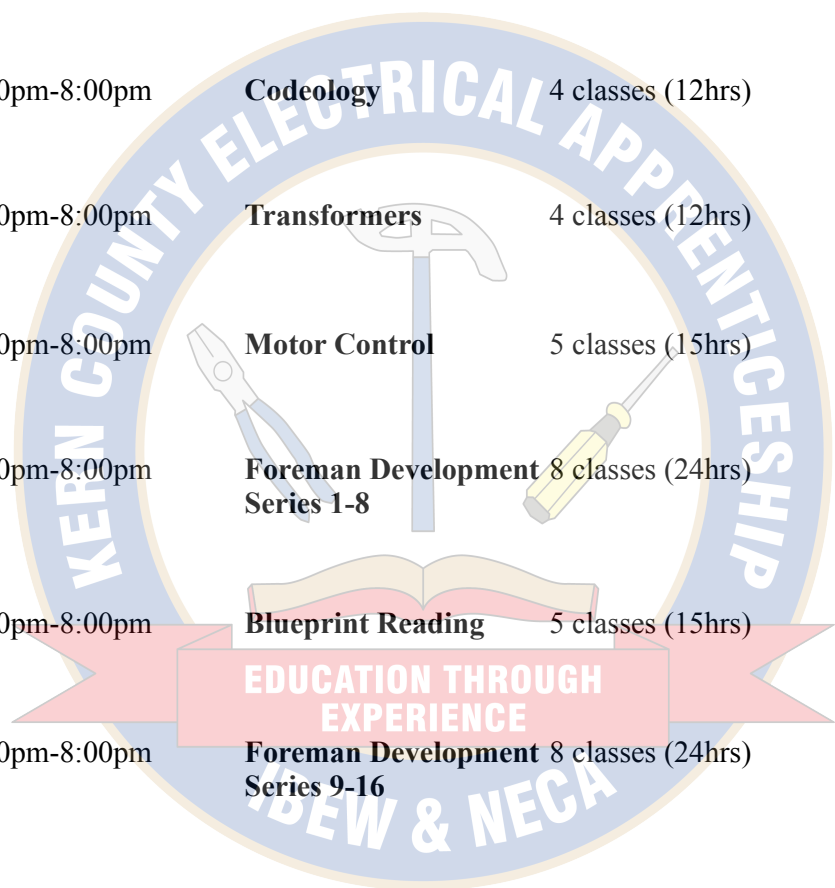 0pm-8:00pm Codeology 4 classes (12hrs)
0pm-8:00pm Transformers 4 classes (12hrs)
0pm-8:00pm Motor Control 5 classes (15hrs)
0pm-8:00pm Foreman Development 8 classes (24hrs)
Series 1-8
0pm-8:00pm Blueprint Reading 5 classes (15hrs)
0pm-8:00pm Foreman Development 8 classes (24hrs)
Series 9-16
KERN COUNTY ELECTRICAL APPRENTICESHIP
EDUCATION THROUGH
EXPERIENCE
IBEW & NECA